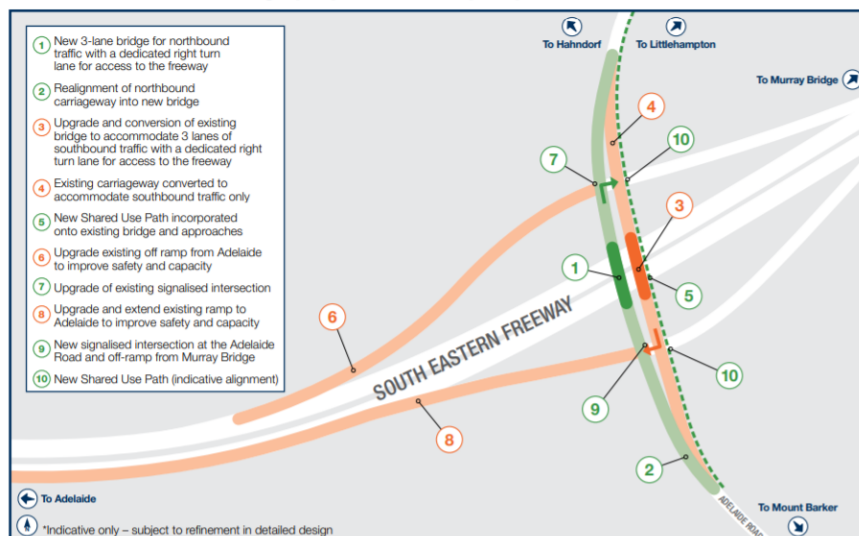 1 New 3-lane bridge for northbound
traffic with a dedicated right turn
lane for access to the freeway
2 Realignment of northbound
carriageway into new bridge
3 Upgrade and conversion of existing
bridge to accommodate 3 lanes of
southbound traffic with a dedicated right
turn lane for access to the freeway
4 Existing carriageway converted to
accommodate southbound traffic only
5 New Shared Use Path incorporated
onto existing bridge and approaches
6 Upgrade existing off ramp from Adelaide
to improve safety and capacity
7 Upgrade of existing signalised intersection
8 Upgrade and extend existing ramp to
Adelaide to improve safety and capacity
9 New signalised intersection at the Adelaide
Road and off-ramp from Murray Bridge
10 New Shared Use Path (indicative alignment)
To Hahndorf
To Littlehampton
To Murray Bridge
4
10
7
3
1
5
6
SOUTH EASTERN FREEWAY
10
9
8
2
To Adelaide
To Mount Barker
ADELAIDE ROAD
*Indicative only – subject to refinement in detailed design